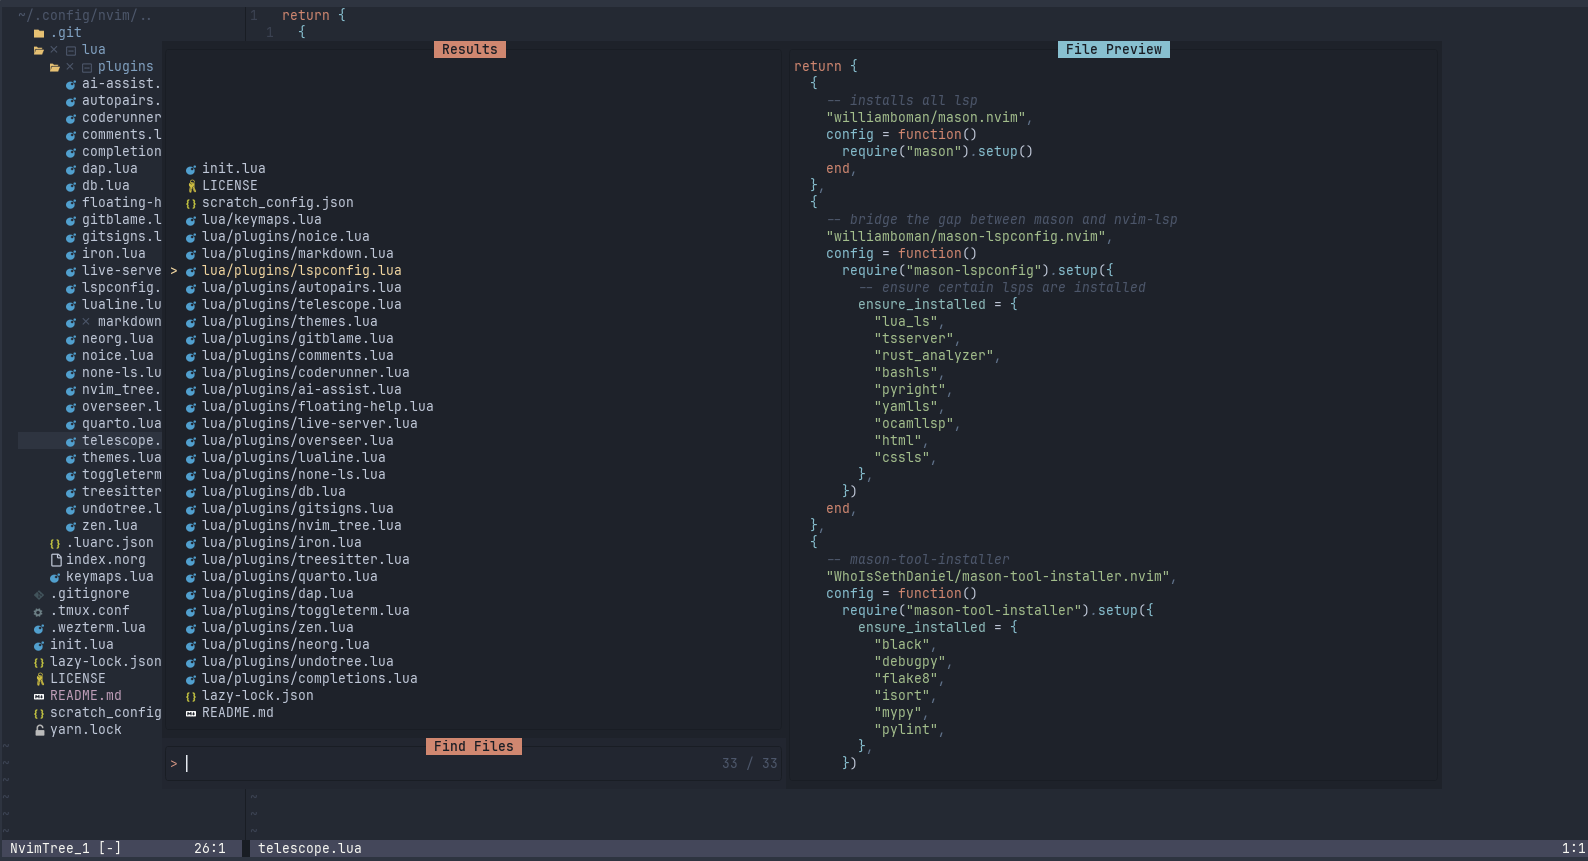 ~/.config/nvim/..
.git
lua
plugins
ai-assist.
autopairs.
coderunner
comments.l
completion
dap.lua
db.lua
floating-h
gitblame.l
gitsigns.l
iron.lua
live-serve
lspconfig.
lualine.lu
markdown
neorg.lua
noice.lua
none-ls.lu
nvim_tree.
overseer.l
quarto.lua
telescope.
themes.lua
toggleterm
treesitter
undotree.l
zen.lua
.luarc.json
index.norg
keymaps.lua
.gitignore
.tmux.conf
.wezterm.lua
init.lua
lazy-lock.json
LICENSE
README.md
scratch_config
yarn.lock
1 return {
1 {
Results
init.lua
LICENSE
scratch_config.json
lua/keymaps.lua
lua/plugins/noice.lua
lua/plugins/markdown.lua
> lua/plugins/lspconfig.lua
lua/plugins/autopairs.lua
lua/plugins/telescope.lua
lua/plugins/themes.lua
lua/plugins/gitblame.lua
lua/plugins/comments.lua
lua/plugins/coderunner.lua
lua/plugins/ai-assist.lua
lua/plugins/floating-help.lua
lua/plugins/live-server.lua
lua/plugins/overseer.lua
lua/plugins/lualine.lua
lua/plugins/none-ls.lua
lua/plugins/db.lua
lua/plugins/gitsigns.lua
lua/plugins/nvim_tree.lua
lua/plugins/iron.lua
lua/plugins/treesitter.lua
lua/plugins/quarto.lua
lua/plugins/dap.lua
lua/plugins/toggleterm.lua
lua/plugins/zen.lua
lua/plugins/neorg.lua
lua/plugins/undotree.lua
lua/plugins/completions.lua
lazy-lock.json
README.md
Find Files
> 33 / 33
File Preview
return {
{
-- installs all lsp
"williamboman/mason.nvim",
config = function()
require("mason").setup()
end,
},
{
-- bridge the gap between mason and nvim-lsp
"williamboman/mason-lspconfig.nvim",
config = function()
require("mason-lspconfig").setup({
-- ensure certain lsps are installed
ensure_installed = {
"lua_ls",
"tsserver",
"rust_analyzer",
"bashls",
"pyright",
"yamlls",
"ocamllsp",
"html",
"cssls",
},
})
end,
},
{
-- mason-tool-installer
"WhoIsSethDaniel/mason-tool-installer.nvim",
config = function()
require("mason-tool-installer").setup({
ensure_installed = {
"black",
"debugpy",
"flake8",
"isort",
"mypy",
"pylint",
},
})
NvimTree_1 [-] 26:1
telescope.lua 1:1